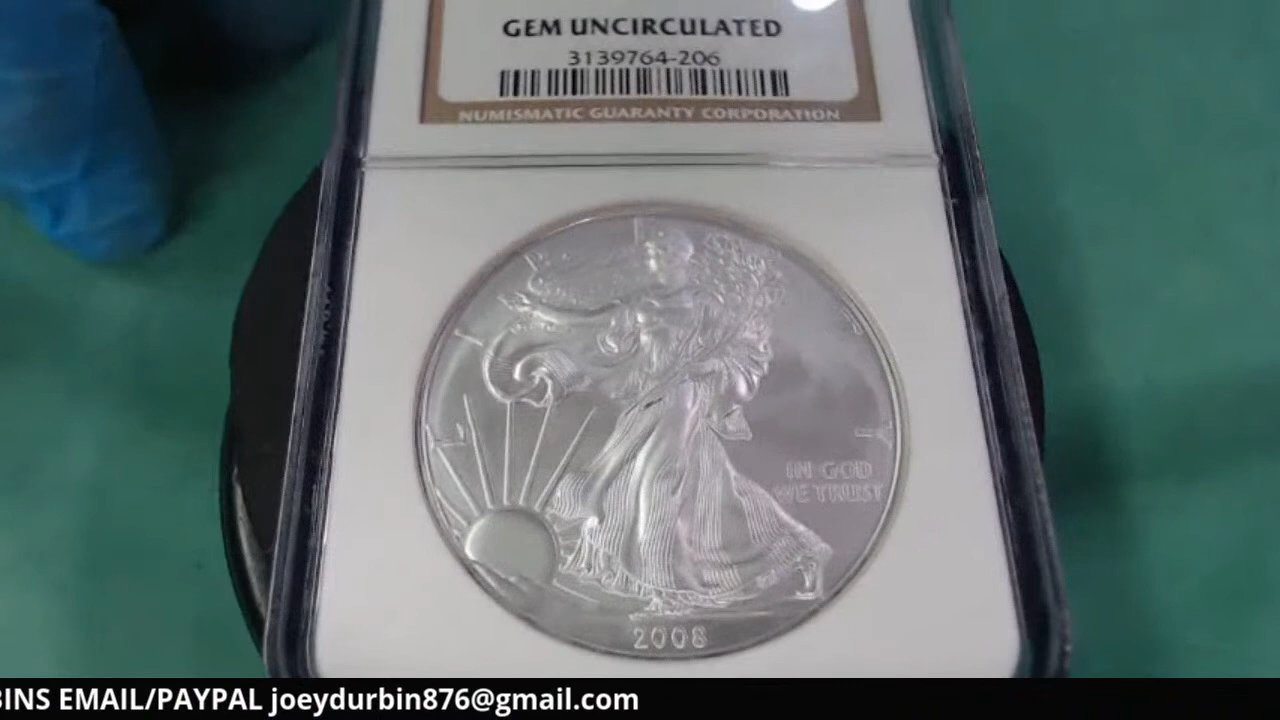 GEM UNCIRCULATED
3139764-206
NUMISMATIC GUARANTY CORPORATION
L I B E R T Y
IN GOD
WE TRUST
2008
BINS EMAIL/PAYPAL joeydurbin876@gmail.com